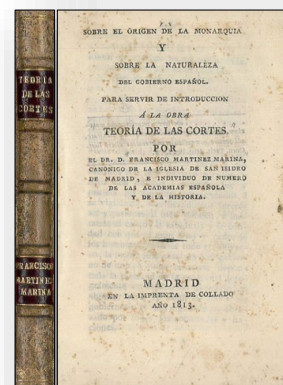 TEORIA
DE LAS
CORTES
FRANCISCO
MARTINEZ
MARINA
SOBRE EL ORIGEN DE LA MONARQUIA
Y
SOBRE LA NATURALEZA
DEL GOBIERNO ESPAÑOL.
PARA SERVIR DE INTRODUCCION
Á LA OBRA
TEORÍA DE LAS CORTES.
POR
EL DR. D. FRANCISCO MARTINEZ MARINA,
CANÓNIGO DE LA IGLESIA DE SAN ISIDRO
DE MADRID, E INDIVIDUO DE NUMERO
DE LAS ACADEMIAS ESPAÑOLA
Y DE LA HISTORIA.
MADRID
EN LA IMPRENTA DE COLLADO
AÑO 1813.